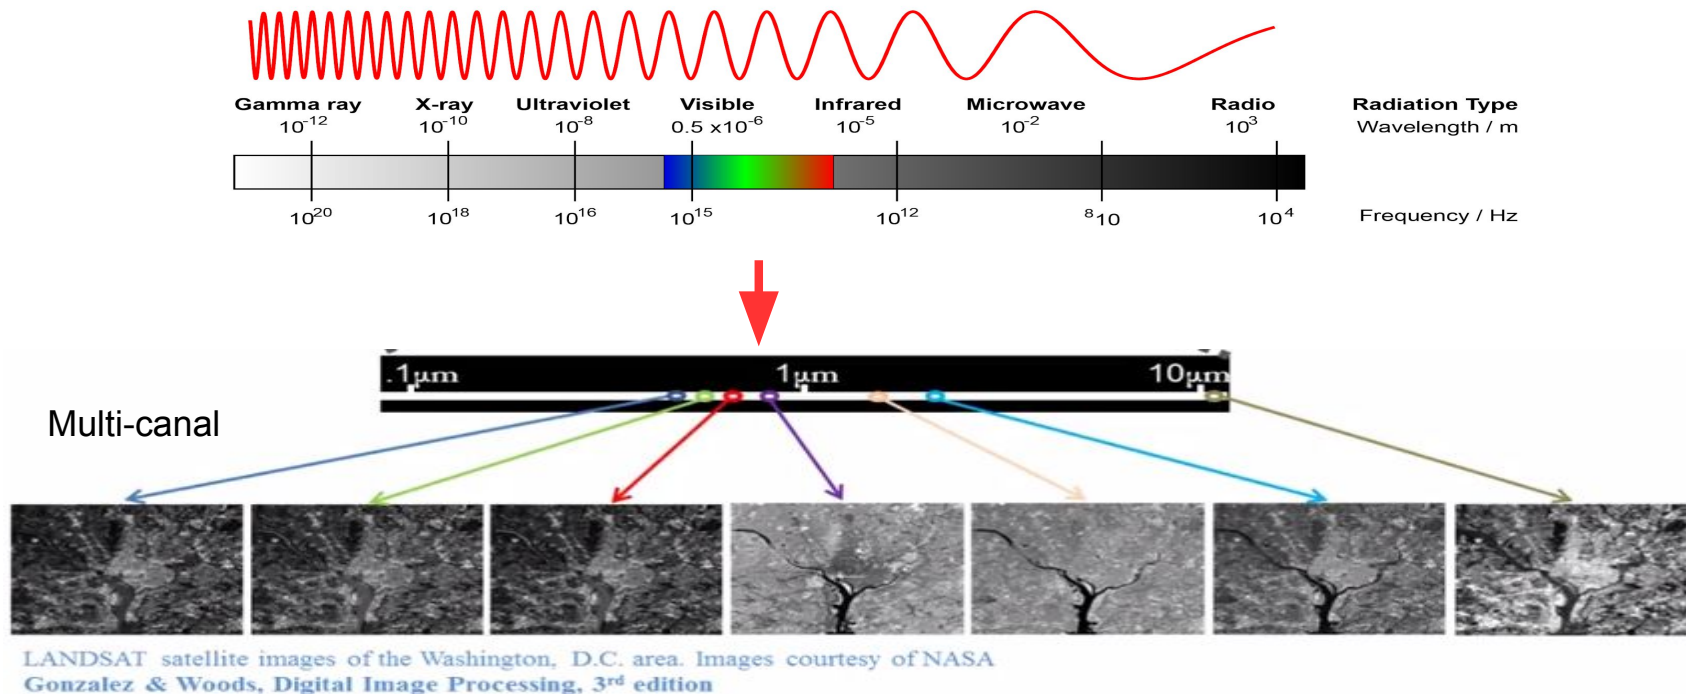 Gamma ray X-ray Ultraviolet Visible Infrared Microwave Radio Radiation Type
10⁻¹² 10⁻¹⁰ 10⁻⁸ 0.5 x10⁻⁶ 10⁻⁵ 10⁻² 10³ Wavelength / m
10²⁰ 10¹⁸ 10¹⁶ 10¹⁵ 10¹² ⁸10 10⁴ Frequency / Hz
.1µm 1µm 10µm
Multi-canal
LANDSAT satellite images of the Washington, D.C. area. Images courtesy of NASA
Gonzalez & Woods, Digital Image Processing, 3ʳᵈ edition